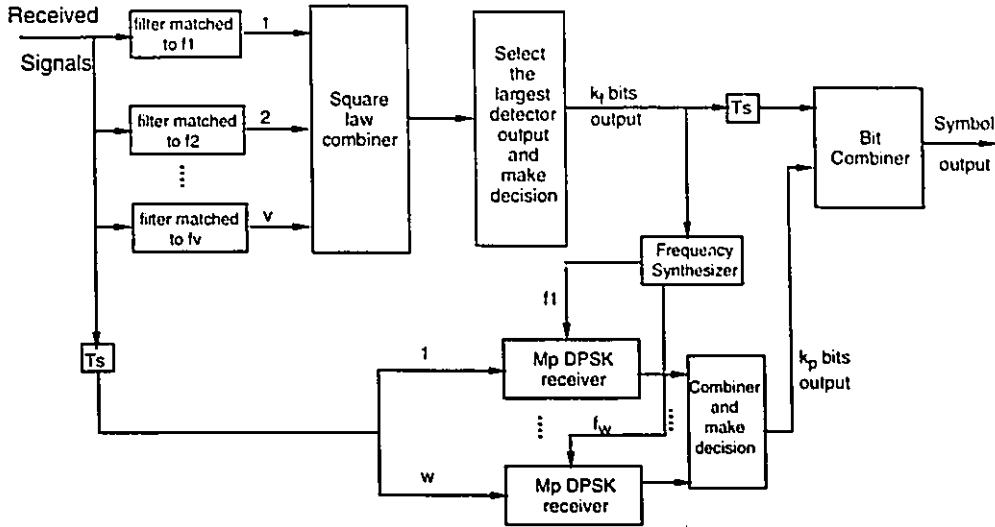 Received
Signals
filter matched
to f1
1
filter matched
to f2
2
filter matched
to fv
v
Square
law
combiner
Select
the
largest
detector
output
and
make
decision
kf bits
output
Ts
Bit
Combiner
Symbol
output
Frequency
Synthesizer
f1
Ts
1
Mp DPSK
receiver
fw
w
Mp DPSK
receiver
Combiner
and
make
decision
kp bits
output